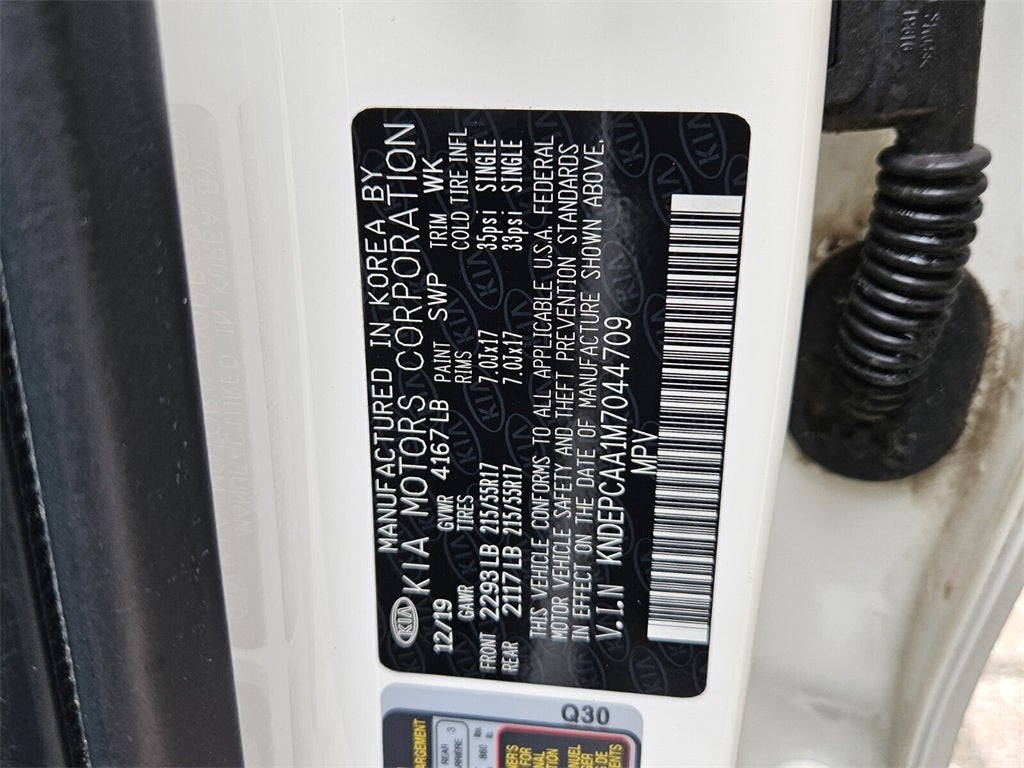 MANUFACTURED IN KOREA BY
KIA KIA MOTORS CORPORATION
12/19 GVWR 4167LB PAINT SWP TRIM WK
GAWR TIRES RIMS COLD TIRE INFL
FRONT 2293LB 215/55R17 7.0Jx17 35psi SINGLE
REAR 2117LB 215/55R17 7.0Jx17 33psi SINGLE
THIS VEHICLE CONFORMS TO ALL APPLICABLE U.S.A. FEDERAL
MOTOR VEHICLE SAFETY AND THEFT PREVENTION STANDARDS
IN EFFECT ON THE DATE OF MANUFACTURE SHOWN ABOVE.
V.I.N KNDEPCAA1M7044709
MPV
Q30
REAR 3